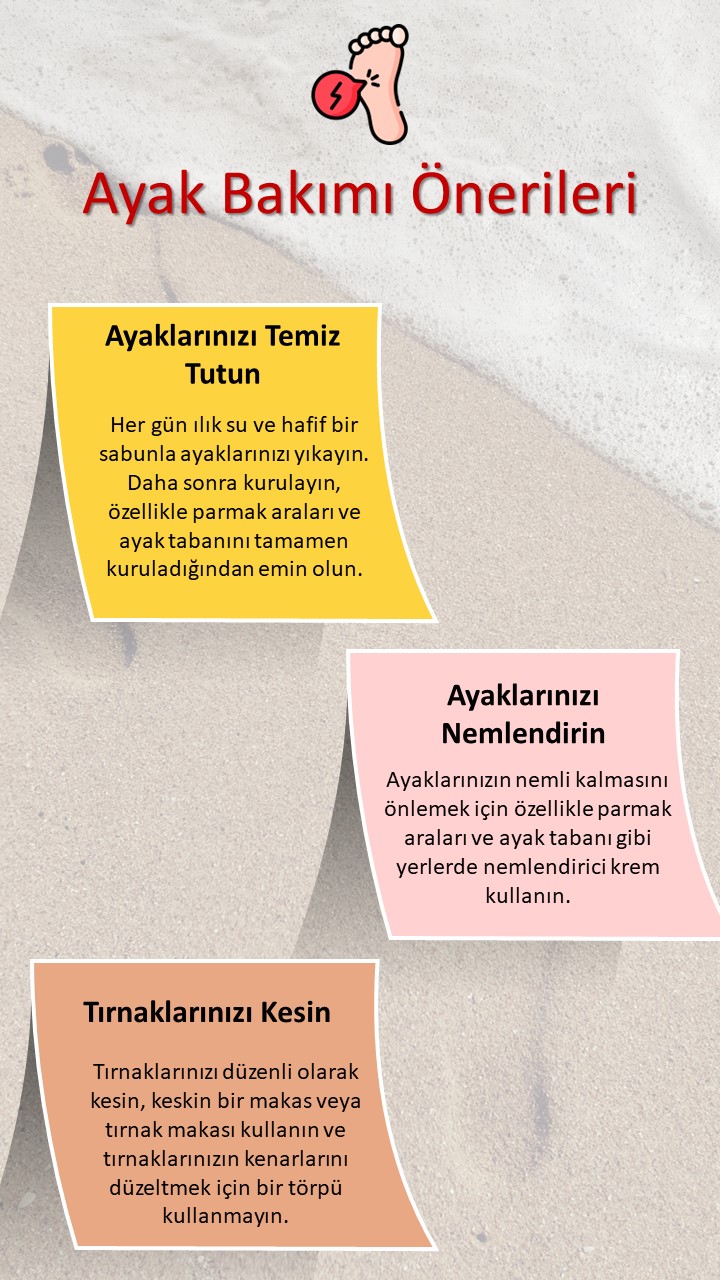 Ayak Bakımı Önerileri
Ayaklarınızı Temiz
Tutun
Her gün ılık su ve hafif bir
sabunla ayaklarınızı yıkayın.
Daha sonra kurulayın,
özellikle parmak araları ve
ayak tabanını tamamen
kuruladığından emin olun.
Ayaklarınızı
Nemlendirin
Ayaklarınızın nemli kalmasını
önlemek için özellikle parmak
araları ve ayak tabanı gibi
yerlerde nemlendirici krem
kullanın.
Tırnaklarınızı Kesin
Tırnaklarınızı düzenli olarak
kesin, keskin bir makas veya
tırnak makası kullanın ve
tırnaklarınızın kenarlarını
düzeltmek için bir törpü
kullanmayın.